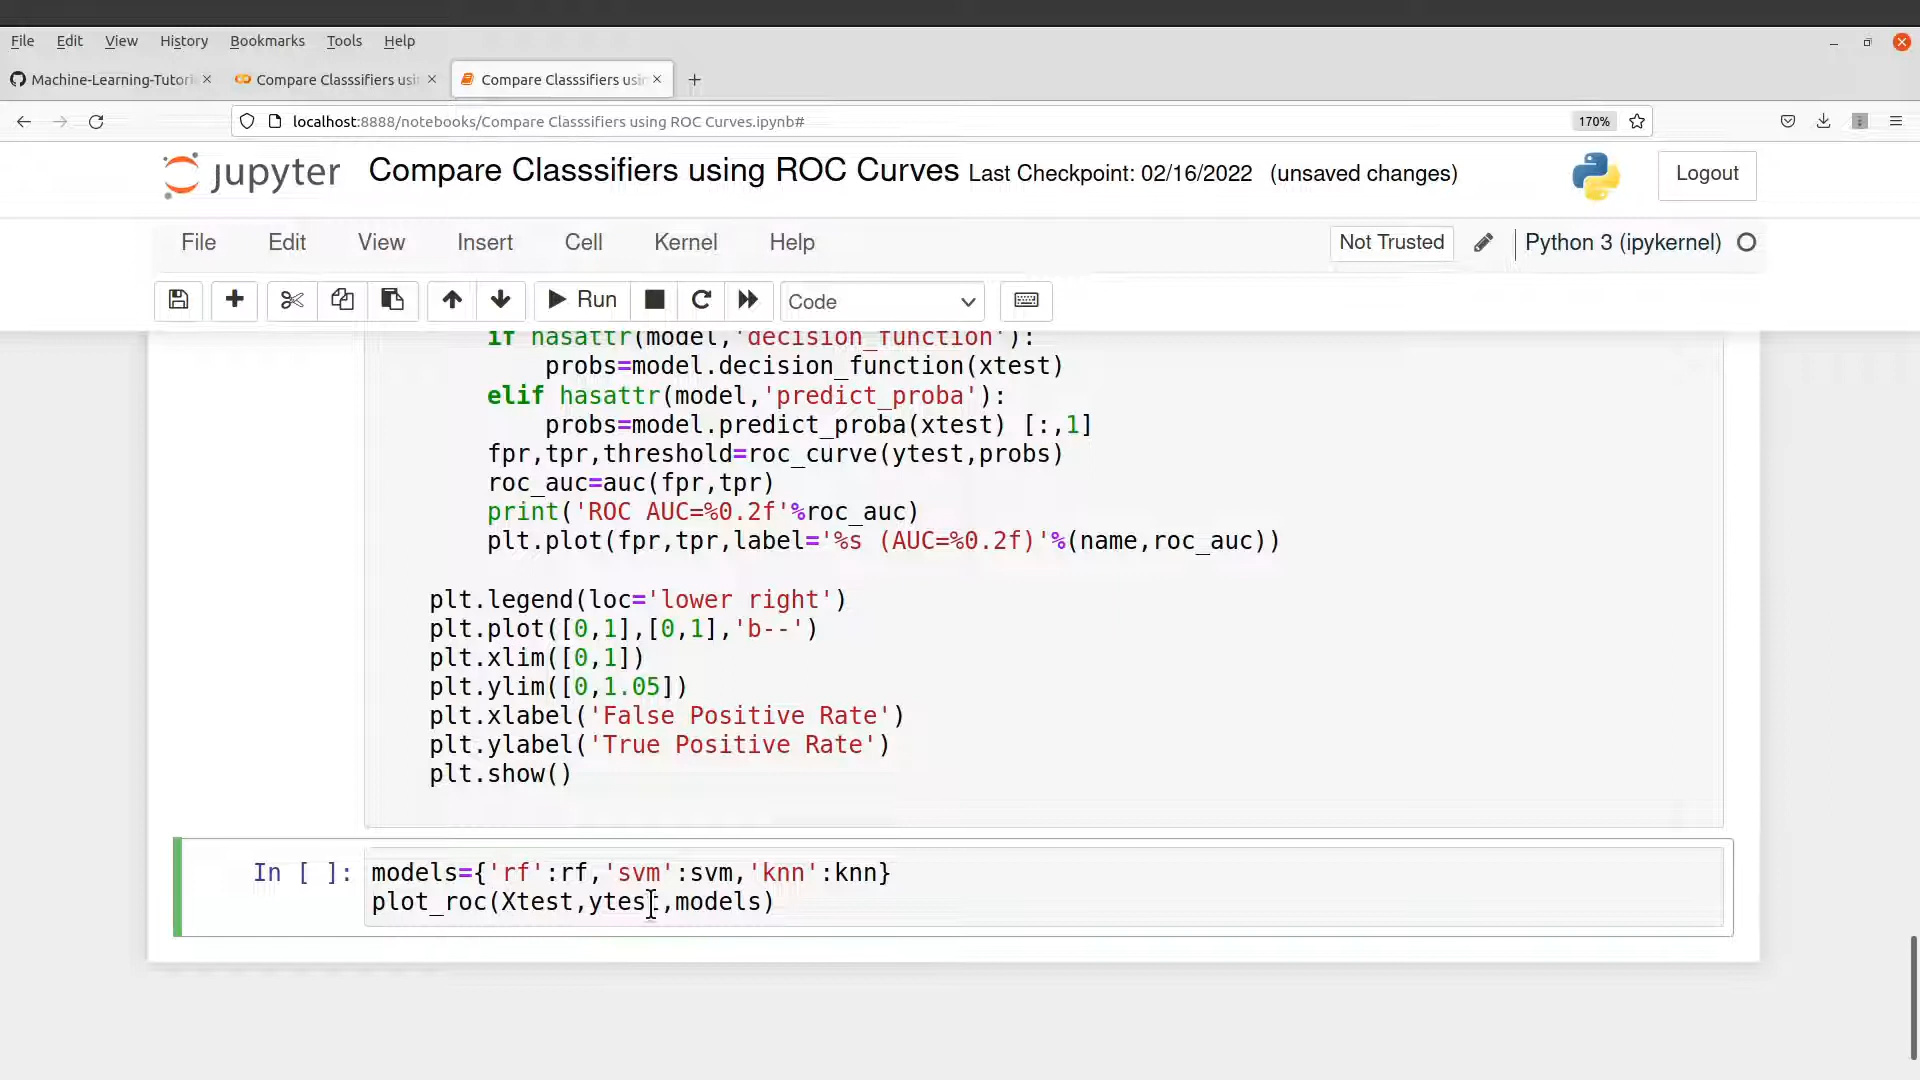 File Edit View History Bookmarks Tools Help
Machine-Learning-Tutori Compare Classsifiers usi Compare Classsifiers usin
localhost:8888/notebooks/Compare Classsifiers using ROC Curves.ipynb# 170%
jupyter Compare Classsifiers using ROC Curves Last Checkpoint: 02/16/2022 (unsaved changes) Logout
File Edit View Insert Cell Kernel Help Not Trusted Python 3 (ipykernel)
Run Code
if hasattr(model,'decision_function'):
probs=model.decision_function(xtest)
elif hasattr(model,'predict_proba'):
probs=model.predict_proba(xtest) [:,1]
fpr,tpr,threshold=roc_curve(ytest,probs)
roc_auc=auc(fpr,tpr)
print('ROC AUC=%0.2f'%roc_auc)
plt.plot(fpr,tpr,label='%s (AUC=%0.2f)'%(name,roc_auc))
plt.legend(loc='lower right')
plt.plot([0,1],[0,1],'b--')
plt.xlim([0,1])
plt.ylim([0,1.05])
plt.xlabel('False Positive Rate')
plt.ylabel('True Positive Rate')
plt.show()
In [ ]: models={'rf':rf,'svm':svm,'knn':knn}
plot_roc(Xtest,ytest,models)